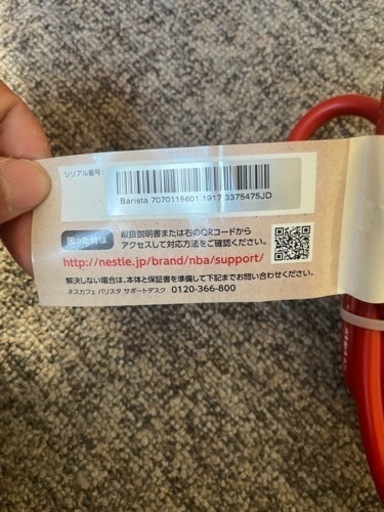 シリアル番号:
Barista 7070115601 1917 3375475JD
困った時は
取扱説明書または右のQRコードから
アクセスして対応方法をご確認ください。
http://nestle.jp/brand/nba/support/
解決しない場合は、本体と保証書を準備して下記までお問い合わせください。
ネスカフェ バリスタ サポートデスク 0120-366-800